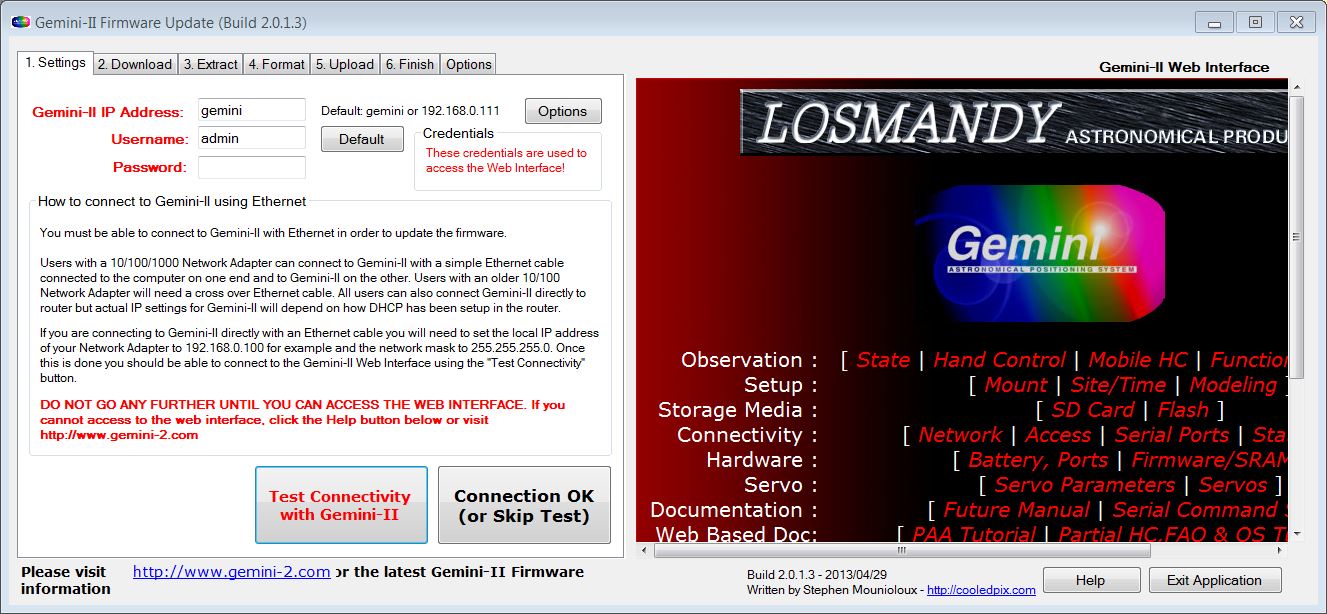 Gemini-II Firmware Update (Build 2.0.1.3)
1. Settings
2. Download
3. Extract
4. Format
5. Upload
6. Finish
Options
Gemini-II IP Address:
gemini
Default: gemini or 192.168.0.111
Options
Username:
admin
Default
Password:
Credentials
These credentials are used to
access the Web Interface!
How to connect to Gemini-II using Ethernet
You must be able to connect to Gemini-II with Ethernet in order to update the firmware.
Users with a 10/100/1000 Network Adapter can connect to Gemini-II with a simple Ethernet cable
connected to the computer on one end and to Gemini-II on the other. Users with an older 10/100
Network Adapter will need a cross over Ethernet cable. All users can also connect Gemini-II directly to
router but actual IP settings for Gemini-II will depend on how DHCP has been setup in the router.
If you are connecting to Gemini-II directly with an Ethernet cable you will need to set the local IP address
of your Network Adapter to 192.168.0.100 for example and the network mask to 255.255.255.0. Once
this is done you should be able to connect to the Gemini-II Web Interface using the "Test Connectivity"
button.
DO NOT GO ANY FURTHER UNTIL YOU CAN ACCESS THE WEB INTERFACE. If you
cannot access to the web interface, click the Help button below or visit
http://www.gemini-2.com
Test Connectivity
with Gemini-II
Connection OK
(or Skip Test)
Please visit http://www.gemini-2.com or the latest Gemini-II Firmware
information
Gemini-II Web Interface
LOSMANDY ASTRONOMICAL PRODU
Gemini
ASTRONOMICAL POSITIONING SYSTEM
Observation : [ State | Hand Control | Mobile HC | Function
Setup : [ Mount | Site/Time | Modeling ]
Storage Media : [ SD Card | Flash ]
Connectivity : [ Network | Access | Serial Ports | Sta
Hardware : [ Battery, Ports | Firmware/SRAM
Servo : [ Servo Parameters | Servos ]
Documentation : [ Future Manual | Serial Command S
Web Based Doc: [ PAA Tutorial | Partial HC,FAQ & OS T
Build 2.0.1.3 - 2013/04/29
Written by Stephen Mounioloux - http://cooledpix.com
Help
Exit Application